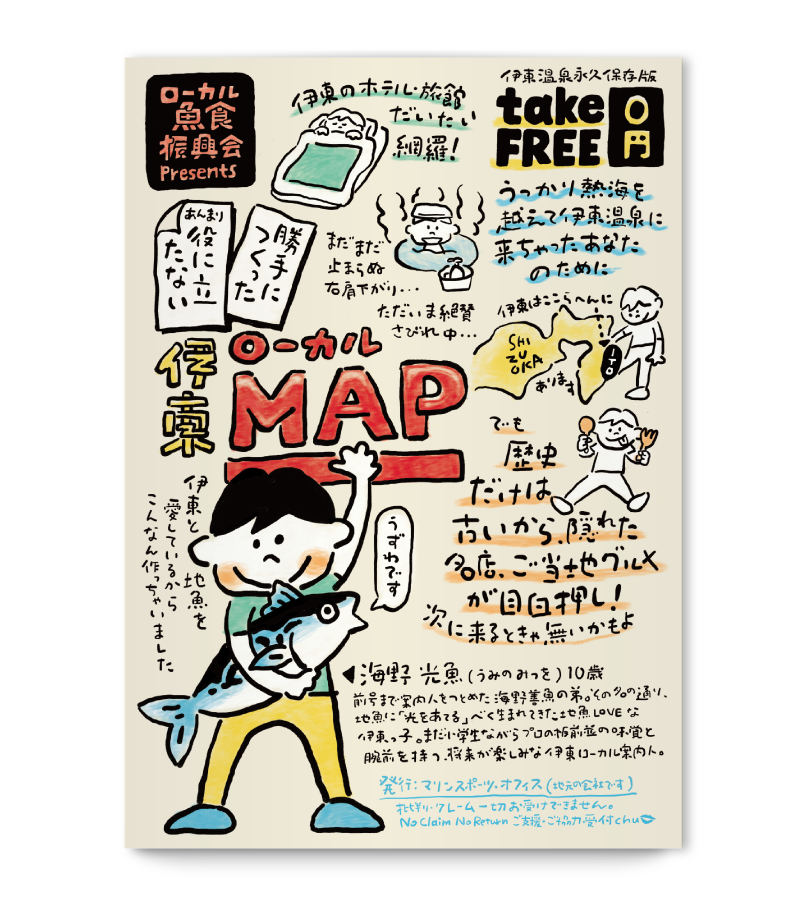 ローカル
魚食
振興会
Presents
伊東のホテル・旅館
だいたい
網羅!
伊東温泉永久保存版
take
FREE
0円
うっかり熱海を
越えて伊東温泉に
来ちゃったあなた
のために
あんまり
役に立
たない
勝手に
つくった
まだまだ
止まらぬ
右肩下がり...
ただいま絶賛
さびれ中...
伊東はここらへんに
SHI
ZU
OKA
ITO
あります
伊東
ローカル
MAP
でも
歴史
だけは
古いから、隠れた
名店、ご当地グルメ
が目白押し!
次に来るときゃ、無いかもよ
伊東と地魚を
愛しているから
こんなん作っちゃいました
うずわです
◀海野 光魚(うみのみつを)10歳
前号まで案内人をつとめた海野善魚の弟。その名の通り、
地魚に「光をあてる」べく生まれてきた地魚LOVEな
伊東っ子。まだ小学生ながらプロの板前並の味覚と
腕前を持つ、将来が楽しみな伊東ローカル案内人。
発行:マリンスポーツ・オフィス(地元の会社です)
批判・クレーム一切お受けできません。
No Claim No Return ご支援・ご協力受付chu